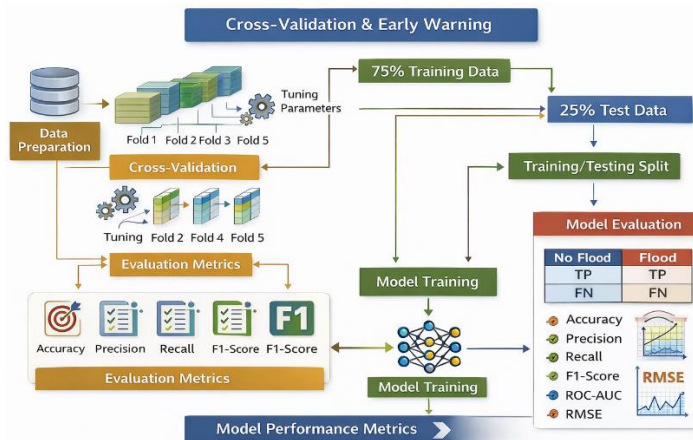 Cross-Validation & Early Warning
75% Training Data
Tuning
Parameters
25% Test Data
Fold 1 Fold 2 Fold 3 Fold 5
Data
Preparation
Cross-Validation
Training/Testing Split
Tuning Fold 2 Fold 4 Fold 5
Model Evaluation
No Flood Flood
TP TP
FN FN
Evaluation Metrics
Model Training
F1
Accuracy Precision Recall F1-Score F1-Score
Evaluation Metrics
Accuracy
Precision
Recall
F1-Score
ROC-AUC
RMSE
RMSE
Model Training
Model Performance Metrics